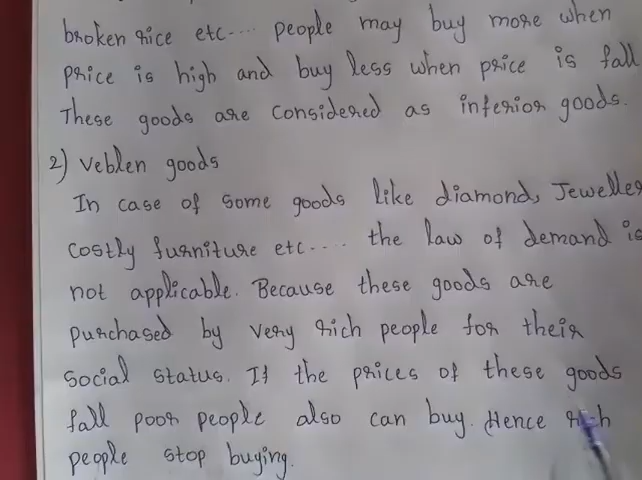 broken rice etc.... people may buy more when
price is high and buy less when price is fall
These goods are considered as inferior goods.
2) Veblen goods
In case of some goods like diamond, Jeweller
costly furniture etc.... the law of demand is
not applicable. Because these goods are
purchased by very rich people for their
social status. If the prices of these goods
fall poor people also can buy. Hence rich
people stop buying.